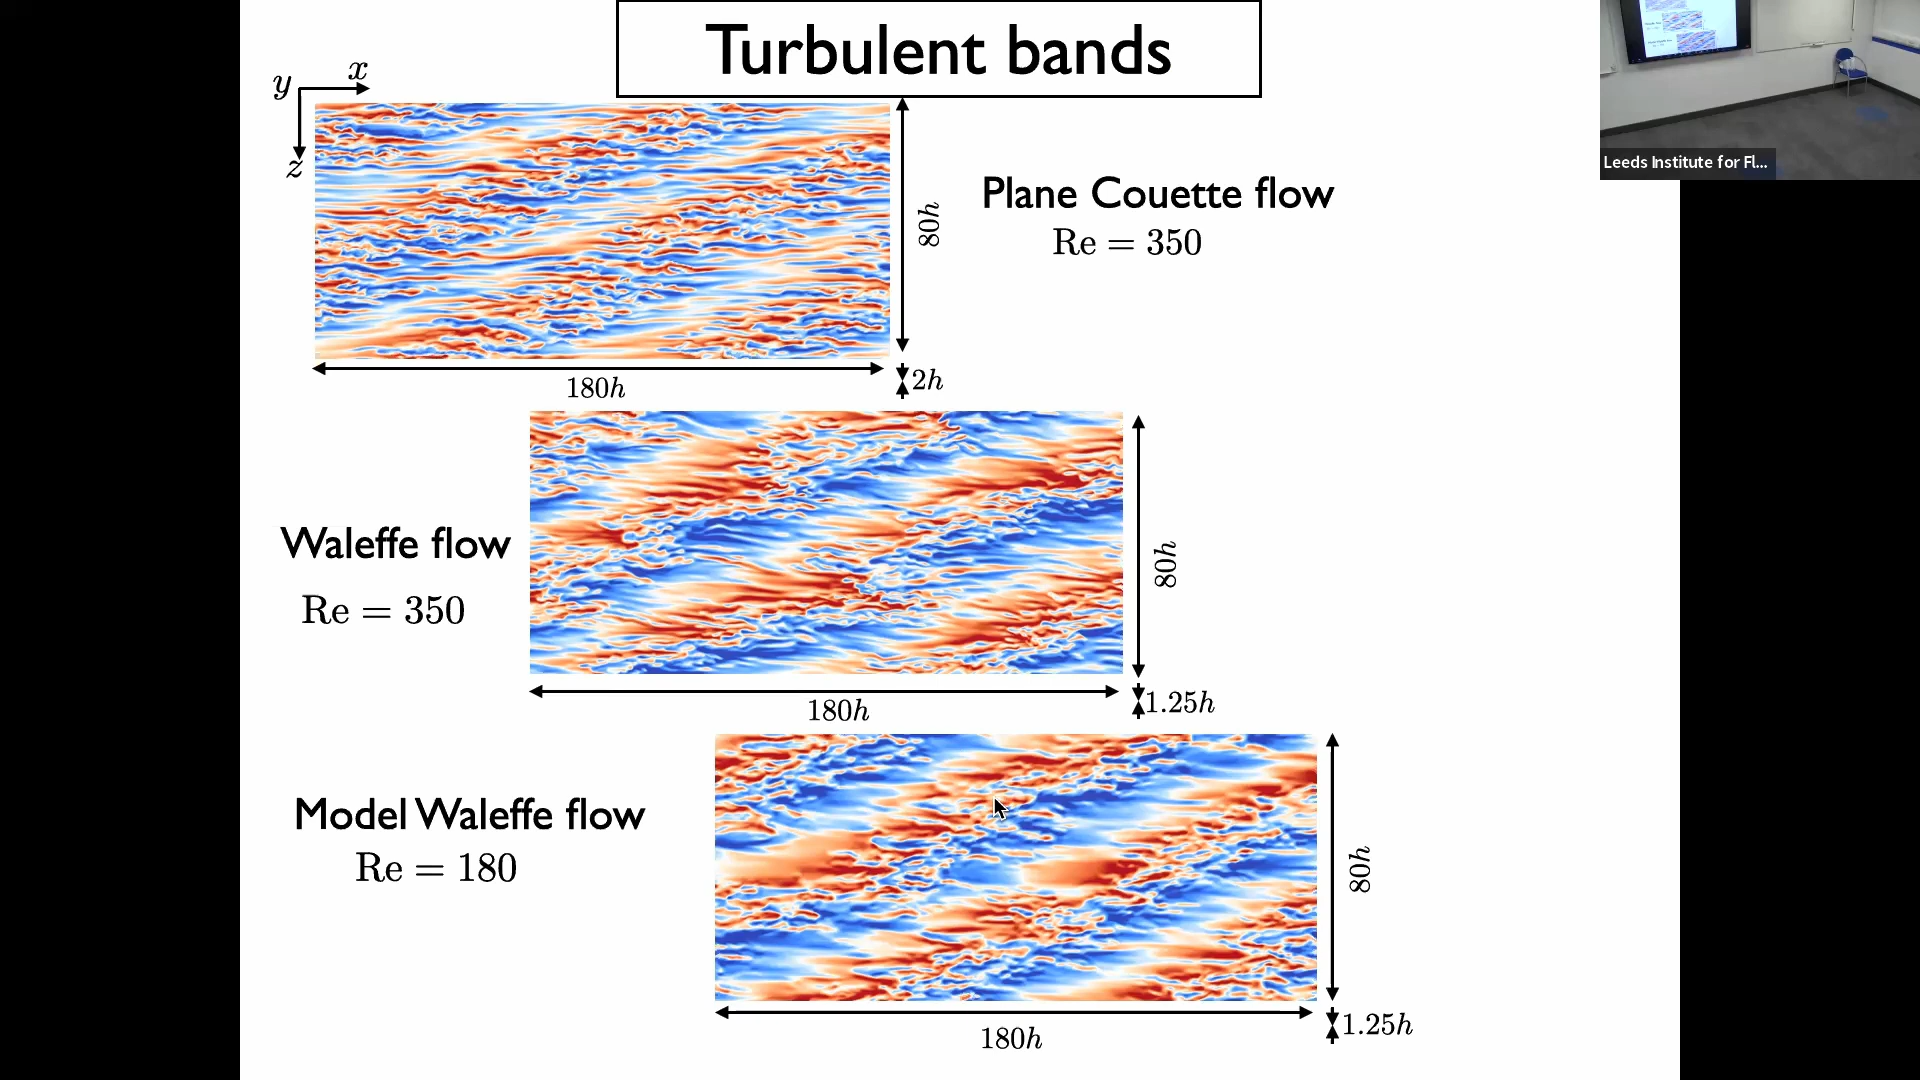 Turbulent bands
y
x
z
80h
Plane Couette flow
Re = 350
180h
2h
Waleffe flow
Re = 350
80h
180h
1.25h
Model Waleffe flow
Re = 180
80h
180h
1.25h
Leeds Institute for Fl...